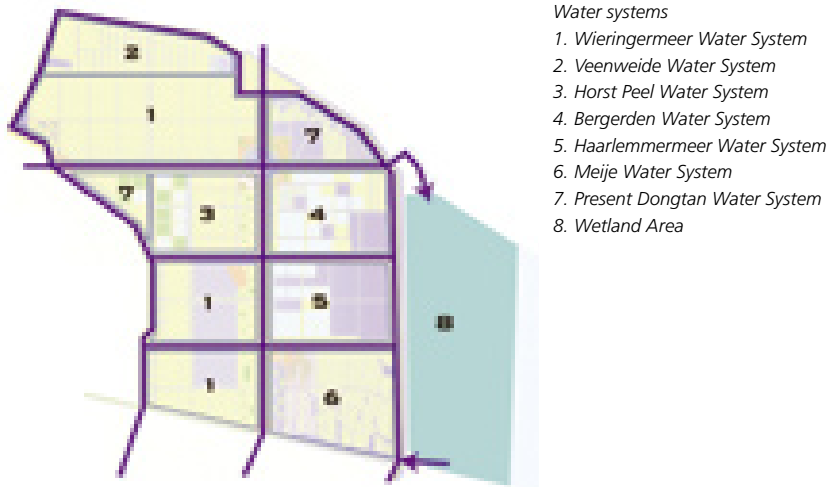 Water systems
1. Wieringermeer Water System
2. Veenweide Water System
3. Horst Peel Water System
4. Bergerden Water System
5. Haarlemmermeer Water System
6. Meije Water System
7. Present Dongtan Water System
8. Wetland Area
2
1
7
7
3
4
1
5
8
1
6